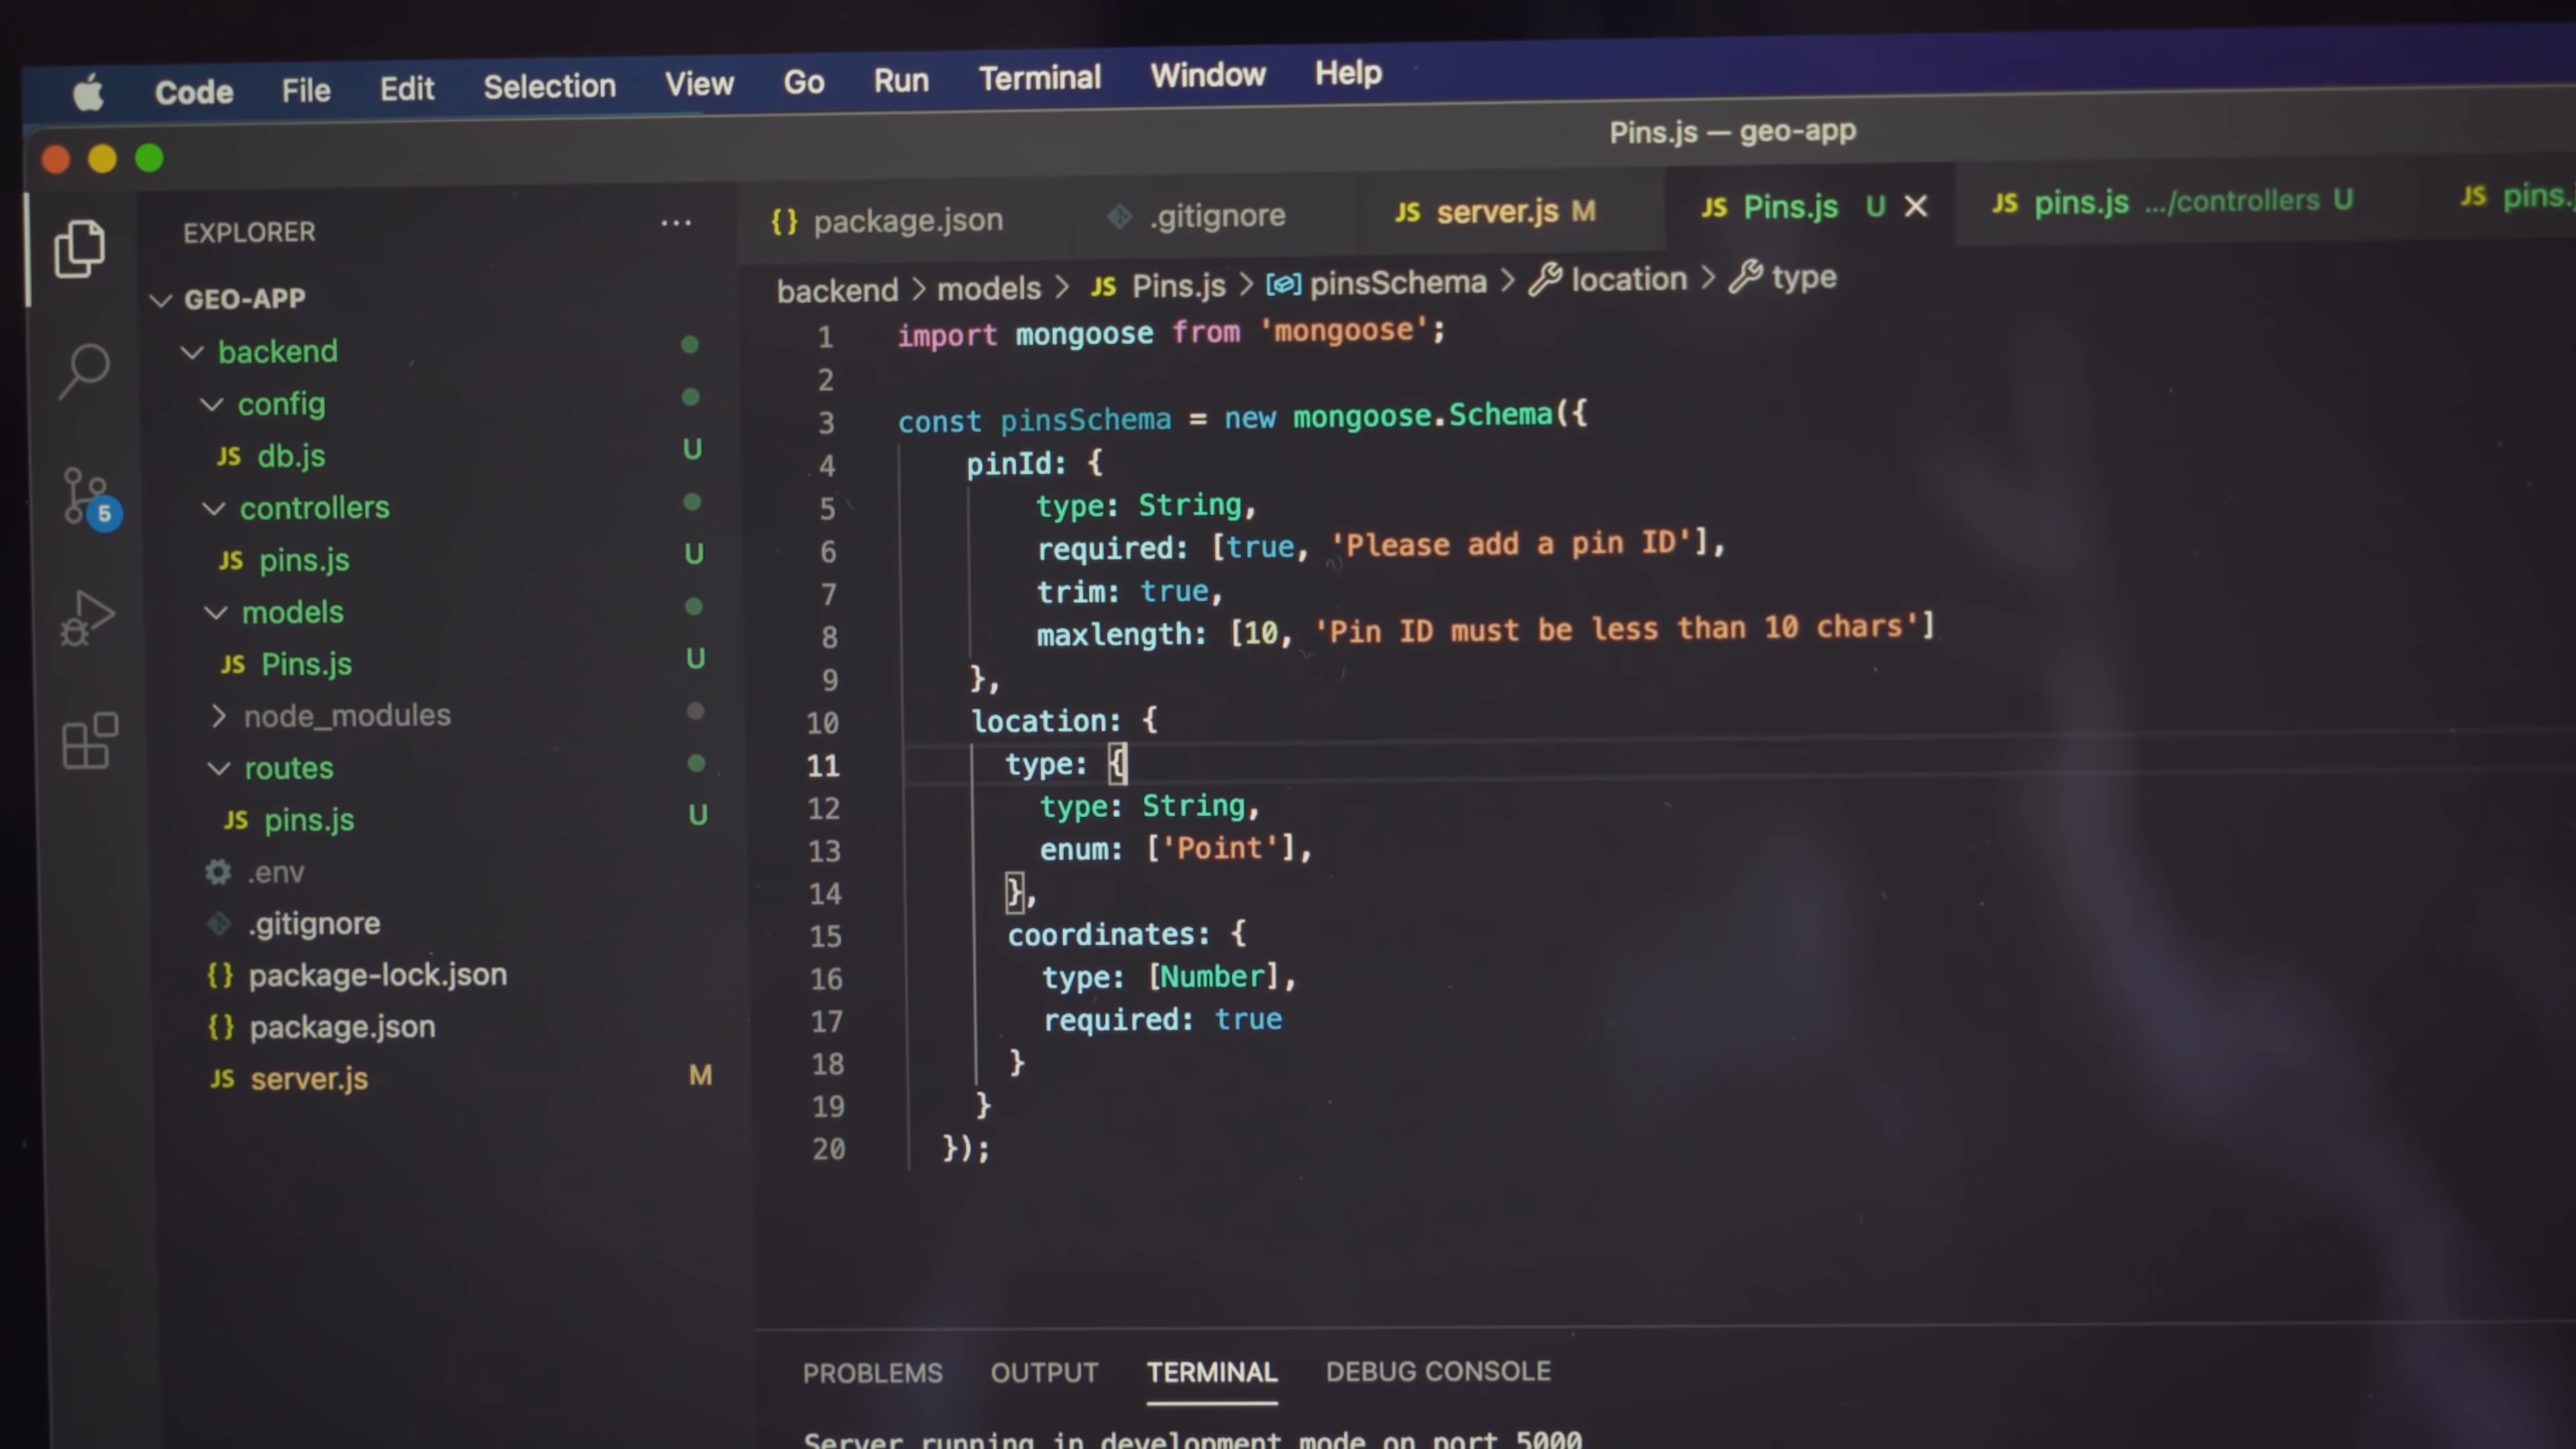 Code File Edit Selection View Go Run Terminal Window Help
Pins.js — geo-app
EXPLORER ...
GEO-APP
backend
config
JS db.js U
controllers
JS pins.js U
models
JS Pins.js U
node_modules
routes
JS pins.js U
.env
.gitignore
{} package-lock.json
{} package.json
JS server.js M
5
{} package.json .gitignore JS server.js M JS Pins.js U JS pins.js .../controllers U JS pins.
backend > models > JS Pins.js > pinsSchema > location > type
1 import mongoose from 'mongoose';
2
3 const pinsSchema = new mongoose.Schema({
4 pinId: {
5 type: String,
6 required: [true, 'Please add a pin ID'],
7 trim: true,
8 maxlength: [10, 'Pin ID must be less than 10 chars']
9 },
10 location: {
11 type: {
12 type: String,
13 enum: ['Point'],
14 },
15 coordinates: {
16 type: [Number],
17 required: true
18 }
19 }
20 });
PROBLEMS OUTPUT TERMINAL DEBUG CONSOLE
Server running in development mode on port 5000